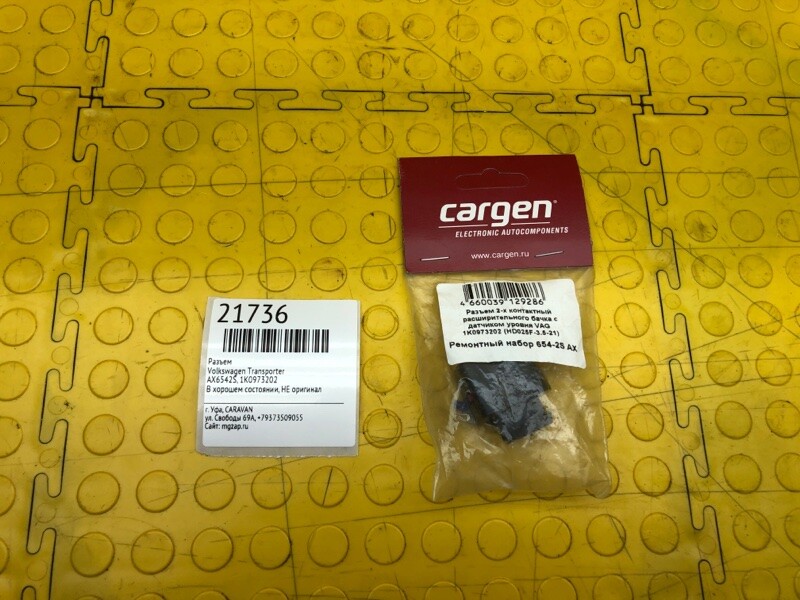 21736
Разъем
Volkswagen Transporter
AX6542S, 1K0973202
В хорошем состоянии, НЕ оригинал
г. Уфа, CARAVAN
ул. Свободы 69А, +79373509055
Сайт: mgzap.ru
cargen®
ELECTRONIC AUTOCOMPONENTS
www.cargen.ru
4 660039 129286
Разъем 2-х контактный
расширительного бачка с
датчиком уровня VAG
1K0973202 (HD025F-3.5-21)
Ремонтный набор 654-2S AX